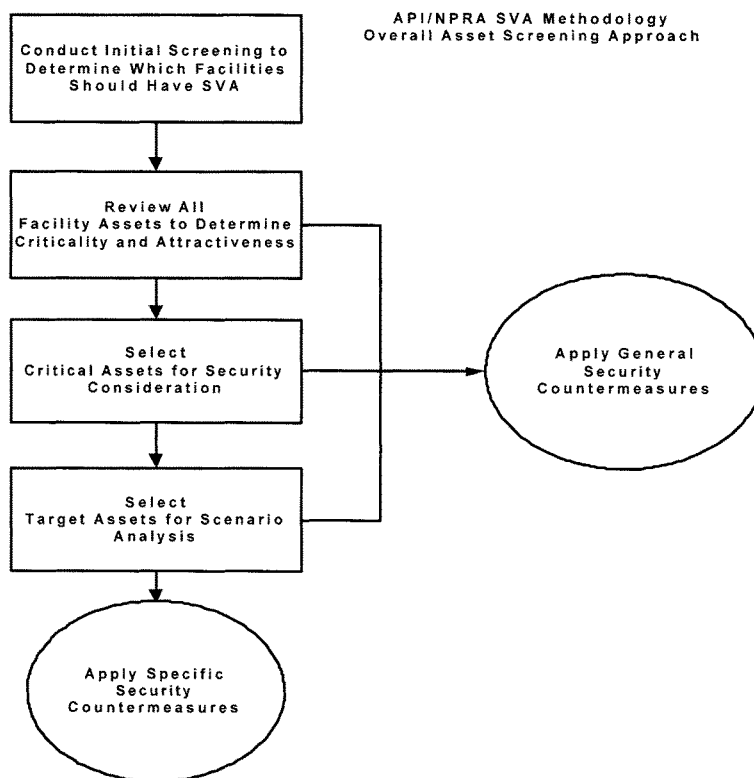 API/NPRA SVA Methodology
Overall Asset Screening Approach
Conduct Initial Screening to
Determine Which Facilities
Should Have SVA
Review All
Facility Assets to Determine
Criticality and Attractiveness
Select
Critical Assets for Security
Consideration
Apply General
Security
Countermeasures
Select
Target Assets for Scenario
Analysis
Apply Specific
Security
Countermeasures